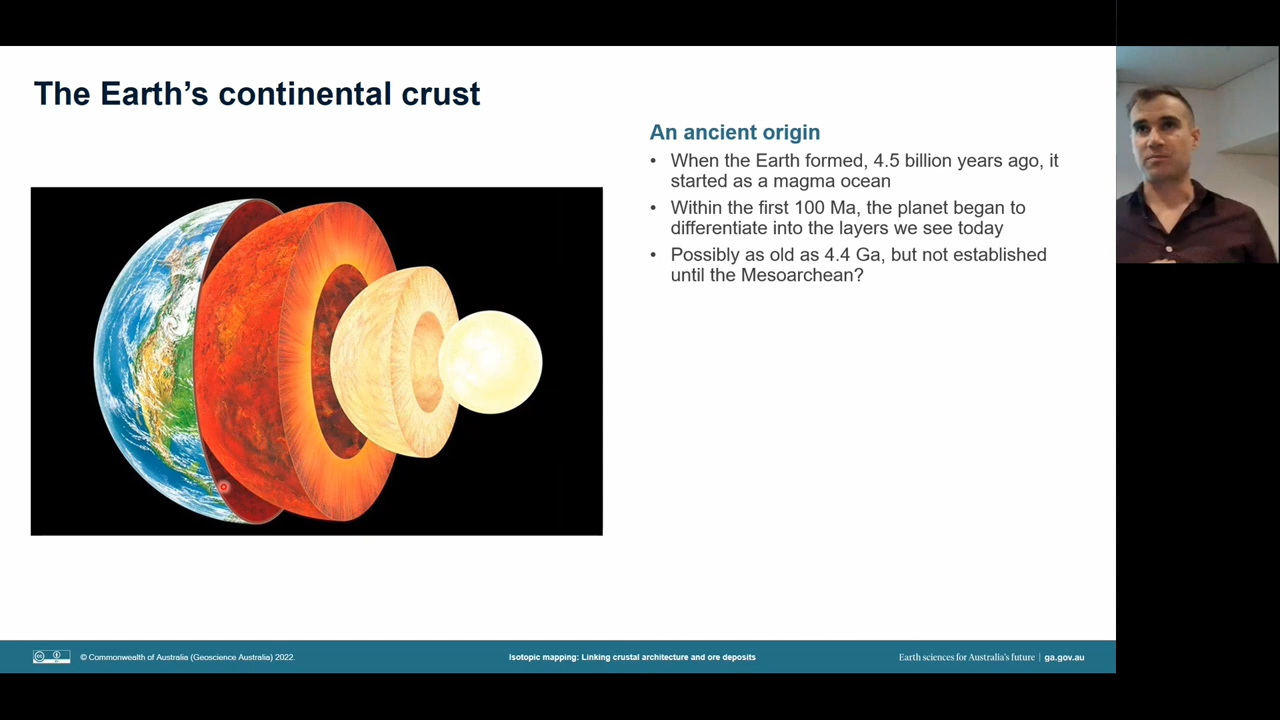 The Earth’s continental crust
An ancient origin
• When the Earth formed, 4.5 billion years ago, it
started as a magma ocean
• Within the first 100 Ma, the planet began to
differentiate into the layers we see today
• Possibly as old as 4.4 Ga, but not established
until the Mesoarchean?
© Commonwealth of Australia (Geoscience Australia) 2022.
Isotopic mapping: Linking crustal architecture and ore deposits
Earth sciences for Australia’s future | ga.gov.au